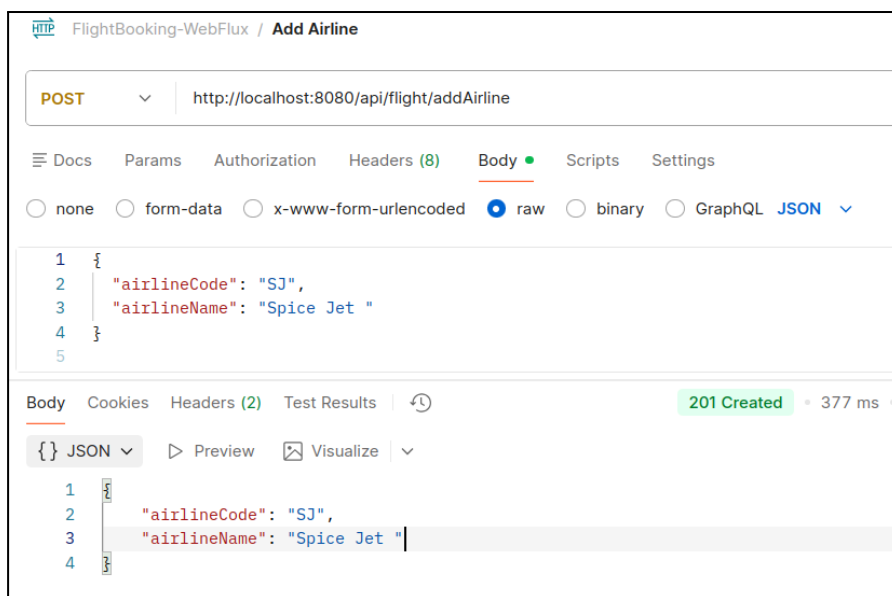 HTTP FlightBooking-WebFlux / Add Airline
POST http://localhost:8080/api/flight/addAirline
Docs Params Authorization Headers (8) Body Scripts Settings
none form-data x-www-form-urlencoded raw binary GraphQL JSON
1 {
2 "airlineCode": "SJ",
3 "airlineName": "Spice Jet "
4 }
5
Body Cookies Headers (2) Test Results 201 Created 377 ms
{} JSON Preview Visualize
1 {
2 "airlineCode": "SJ",
3 "airlineName": "Spice Jet "
4 }